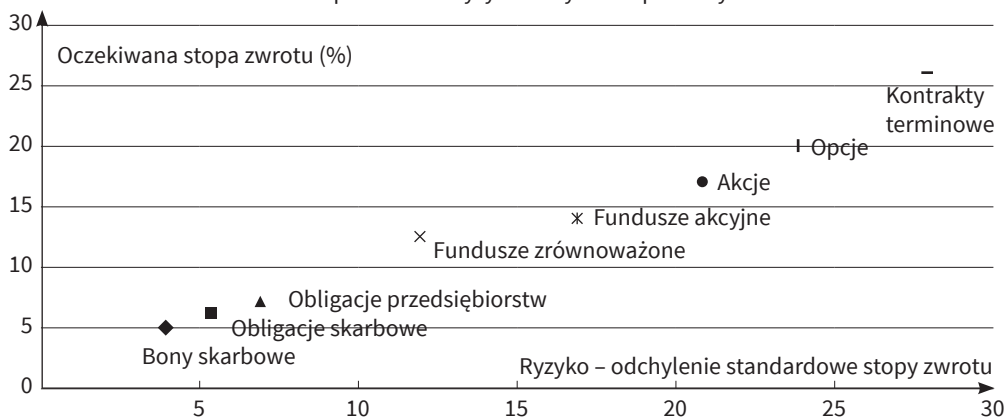 30
Oczekiwana stopa zwrotu (%)
25
Kontrakty
terminowe
20
Opcje
Akcje
15
Fundusze akcyjne
Fundusze zrównoważone
10
Obligacje przedsiębiorstw
Obligacje skarbowe
5
Bony skarbowe
Ryzyko – odchylenie standardowe stopy zwrotu
0
5 10 15 20 25 30